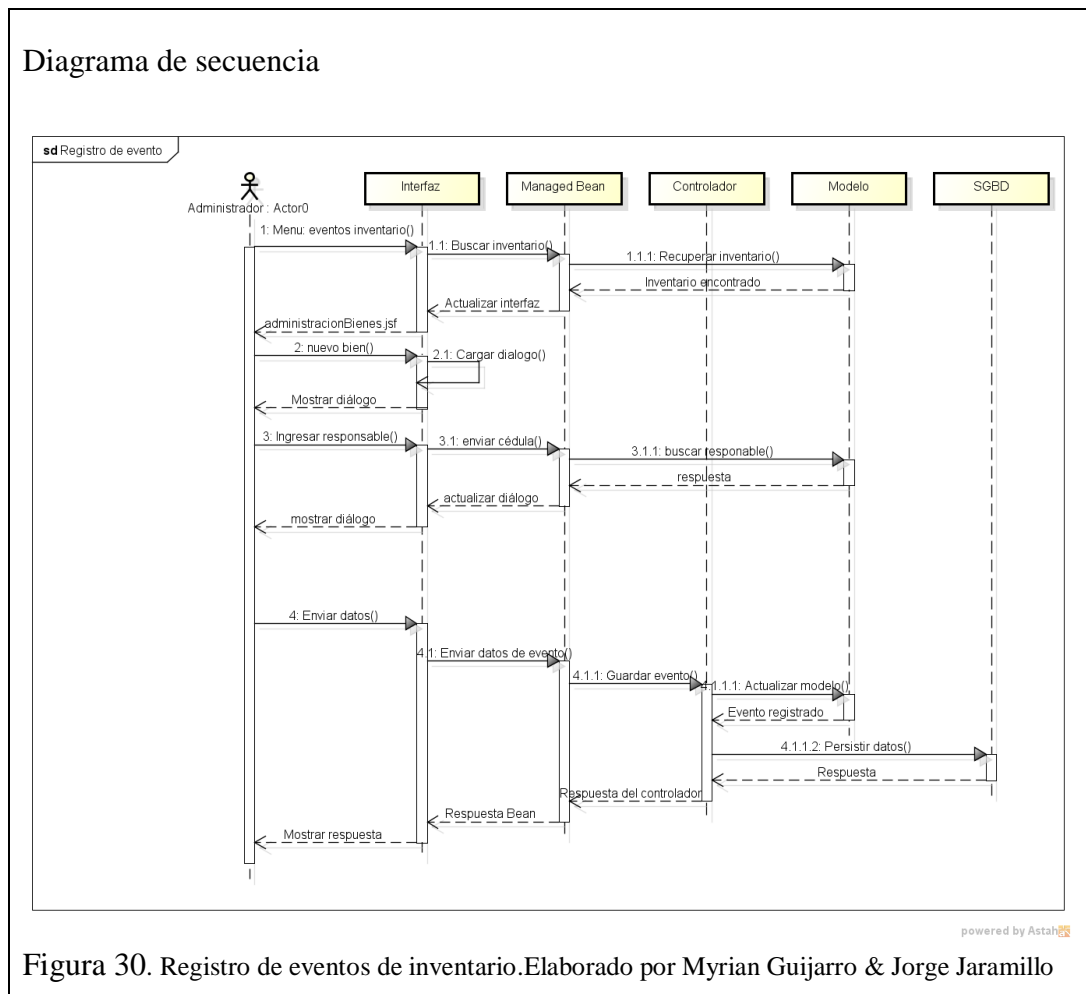 Diagrama de secuencia
sd Registro de evento
Interfaz
Managed Bean
Controlador
Modelo
SGBD
Administrador : Actor0
1: Menu: eventos inventario()
1.1: Buscar inventario()
1.1.1: Recuperar inventario()
Inventario encontrado
Actualizar interfaz
administracionBienes.jsf
2: nuevo bien()
2.1: Cargar dialogo()
Mostrar diálogo
3: Ingresar responsable()
3.1: enviar cédula()
3.1.1: buscar responable()
respuesta
actualizar diálogo
mostrar diálogo
4: Enviar datos()
4.1: Enviar datos de evento()
4.1.1: Guardar evento()
4.1.1.1: Actualizar modelo()
Evento registrado
4.1.1.2: Persistir datos()
Respuesta
Respuesta del controlador
Respuesta Bean
Mostrar respuesta
powered by Astah
Figura 30. Registro de eventos de inventario.Elaborado por Myrian Guijarro & Jorge Jaramillo